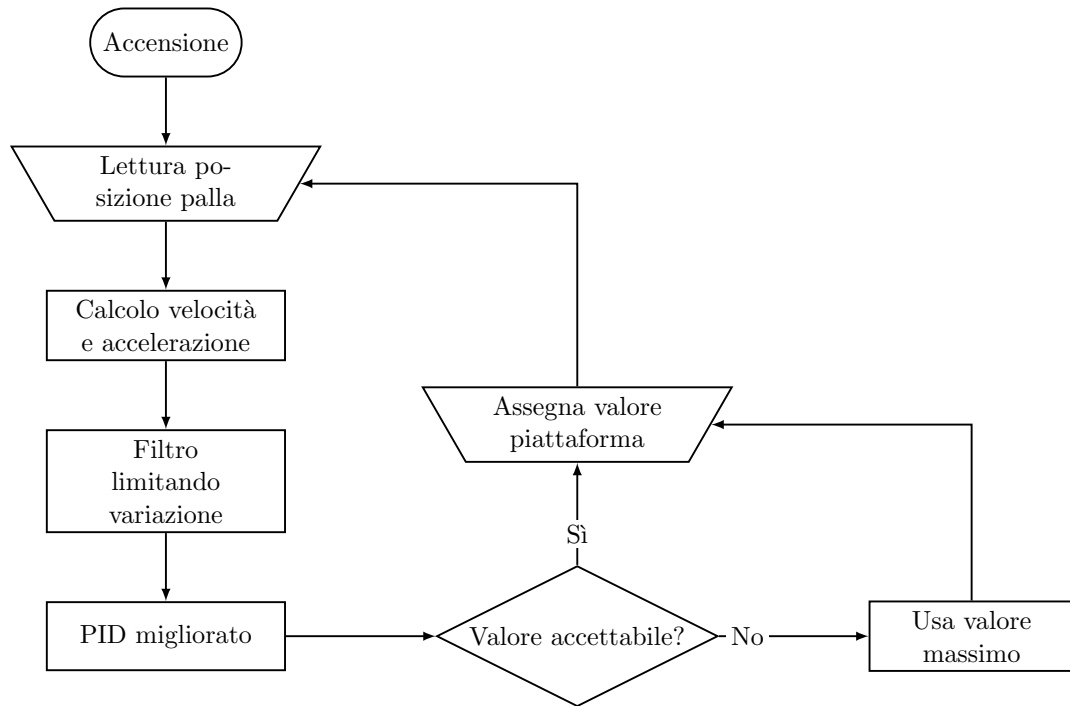 Accensione
Lettura po-
sizione palla
Calcolo velocità
e accelerazione
Filtro
limitando
variazione
PID migliorato
Valore accettabile?
Sì
Assegna valore
piattaforma
No
Usa valore
massimo